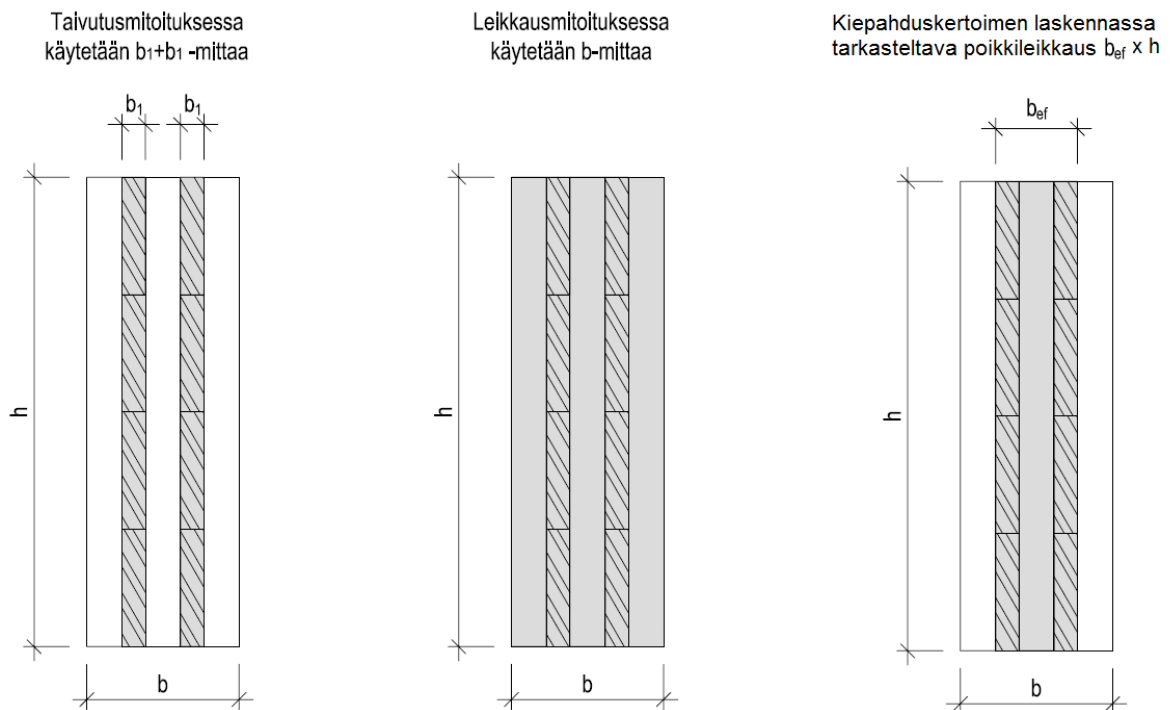 Taivutusmitoituksessa
käytetään b₁+b₁ -mittaa
b₁ b₁
h
b
Leikkausmitoituksessa
käytetään b-mittaa
h
b
Kiepahduskertoimen laskennassa
tarkasteltava poikkileikkaus bₑf x h
bₑf
h
b